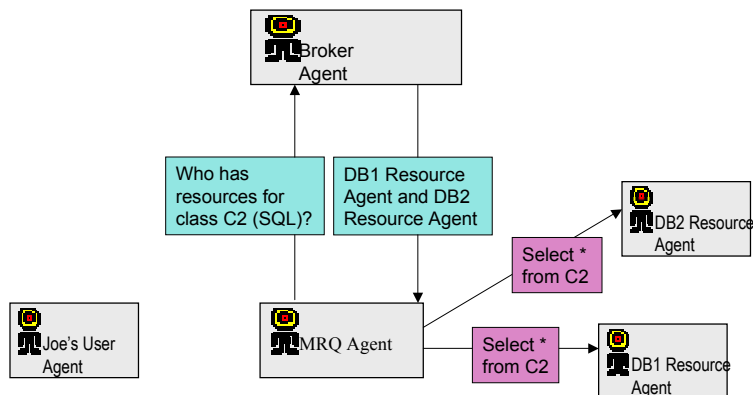 Broker
Agent
Who has
resources for
class C2 (SQL)?
DB1 Resource
Agent and DB2
Resource Agent
DB2 Resource
Agent
Select *
from C2
Joe's User
Agent
MRQ Agent
Select *
from C2
DB1 Resource
Agent